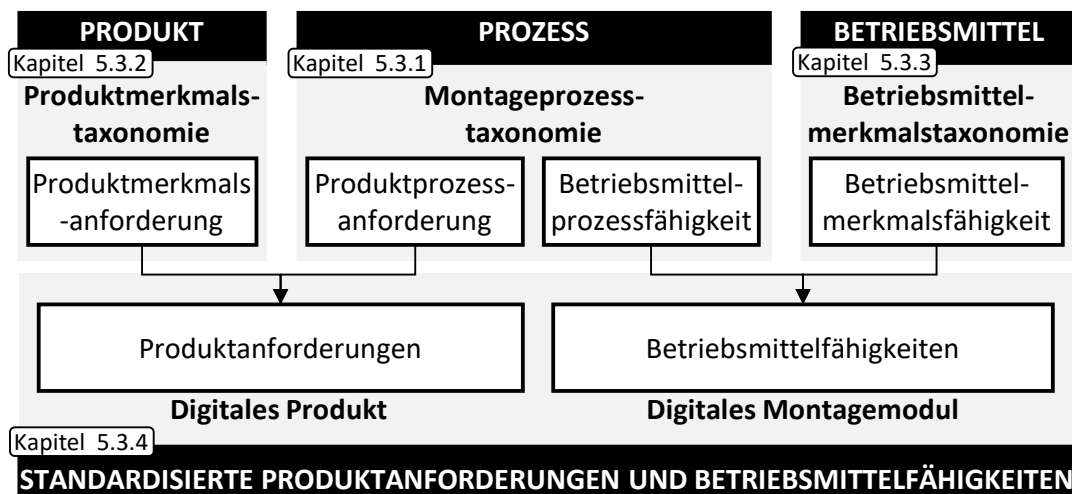 PRODUKT
Kapitel 5.3.2
Produktmerkmals-
taxonomie
Produktmerkmals
-anforderung
PROZESS
Kapitel 5.3.1
Montageprozess-
taxonomie
Produktprozess-
anforderung
Betriebsmittel-
prozessfähigkeit
BETRIEBSMITTEL
Kapitel 5.3.3
Betriebsmittel-
merkmalstaxonomie
Betriebsmittel-
merkmalsfähigkeit
Produktanforderungen
Digitales Produkt
Betriebsmittelfähigkeiten
Digitales Montagemodul
Kapitel 5.3.4
STANDARDISIERTE PRODUKTANFORDERUNGEN UND BETRIEBSMITTELFÄHIGKEITEN